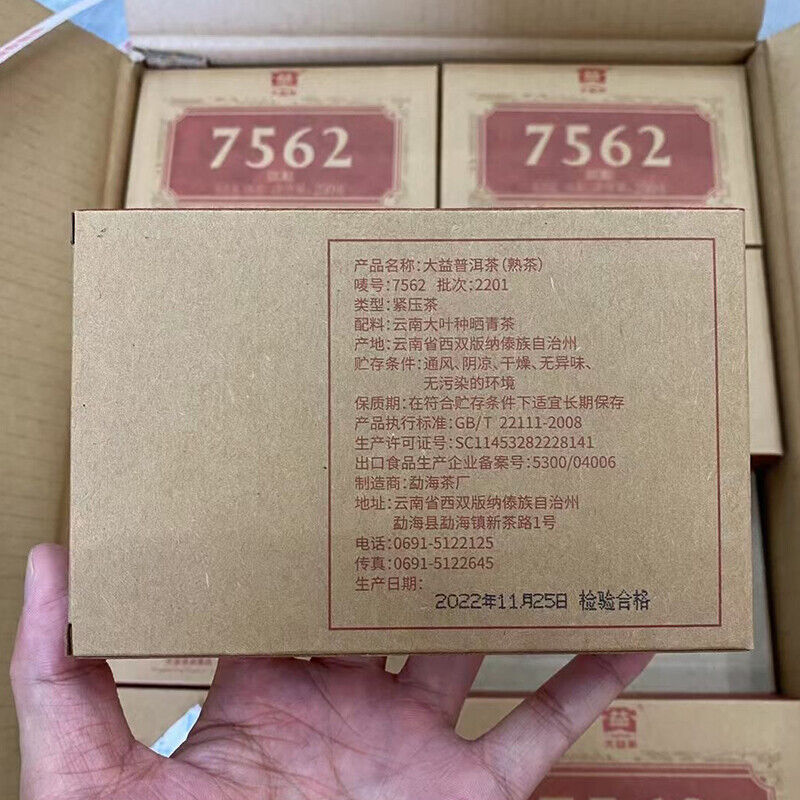 7562
7562
产品名称:大益普洱茶(熟茶)
唛号:7562 批次:2201
类型:紧压茶
配料:云南大叶种晒青茶
产地:云南省西双版纳傣族自治州
贮存条件:通风、阴凉、干燥、无异味、
无污染的环境
保质期:在符合贮存条件下适宜长期保存
产品执行标准:GB/T 22111-2008
生产许可证号:SC11453282228141
出口食品生产企业备案号:5300/04006
制造商:勐海茶厂
地址:云南省西双版纳傣族自治州
勐海县勐海镇新茶路1号
电话:0691-5122125
传真:0691-5122645
生产日期:
2022年11月25日 检验合格
益
大益茶